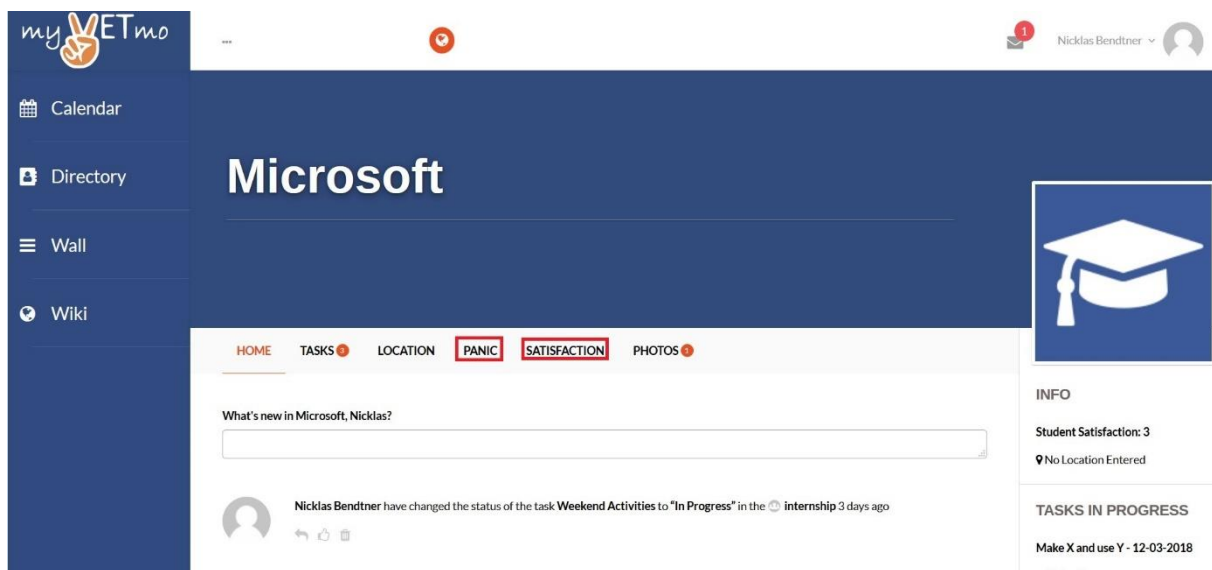 myVETmo
...
1
Nicklas Bendtner
Calendar
Directory
Wall
Wiki
Microsoft
HOME
TASKS 3
LOCATION
PANIC
SATISFACTION
PHOTOS 1
What's new in Microsoft, Nicklas?
Nicklas Bendtner have changed the status of the task Weekend Activities to "In Progress" in the internship 3 days ago
INFO
Student Satisfaction: 3
No Location Entered
TASKS IN PROGRESS
Make X and use Y - 12-03-2018